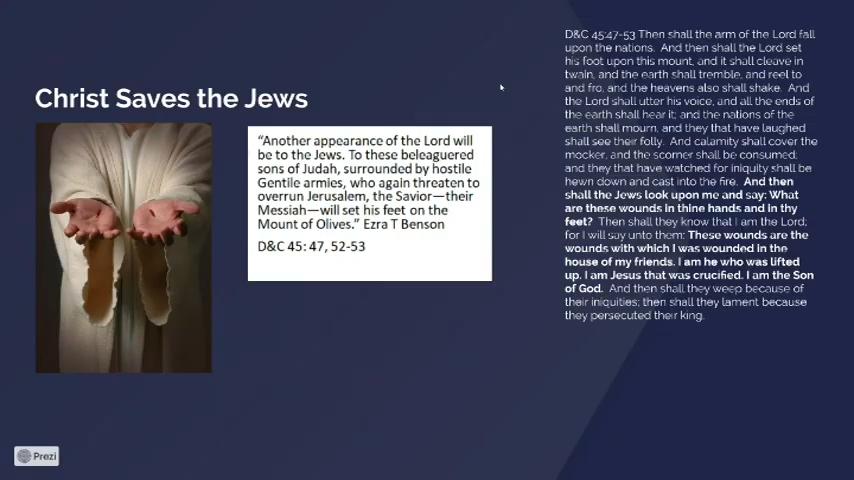 Christ Saves the Jews
“Another appearance of the Lord will
be to the Jews. To these beleaguered
sons of Judah, surrounded by hostile
Gentile armies, who again threaten to
overrun Jerusalem, the Savior—their
Messiah—will set his feet on the
Mount of Olives.” Ezra T Benson
D&C 45: 47, 52-53
D&C 45:47-53 Then shall the arm of the Lord fall
upon the nations. And then shall the Lord set
his foot upon this mount, and it shall cleave in
twain, and the earth shall tremble, and reel to
and fro, and the heavens also shall shake. And
the Lord shall utter his voice, and all the ends of
the earth shall hear it; and the nations of the
earth shall mourn, and they that have laughed
shall see their folly. And calamity shall cover the
mocker, and the scorner shall be consumed;
and they that have watched for iniquity shall be
hewn down and cast into the fire. And then
shall the Jews look upon me and say: What
are these wounds in thine hands and in thy
feet? Then shall they know that I am the Lord;
for I will say unto them: These wounds are the
wounds with which I was wounded in the
house of my friends. I am he who was lifted
up. I am Jesus that was crucified. I am the Son
of God. And then shall they weep because of
their iniquities; then shall they lament because
they persecuted their king.
Prezi